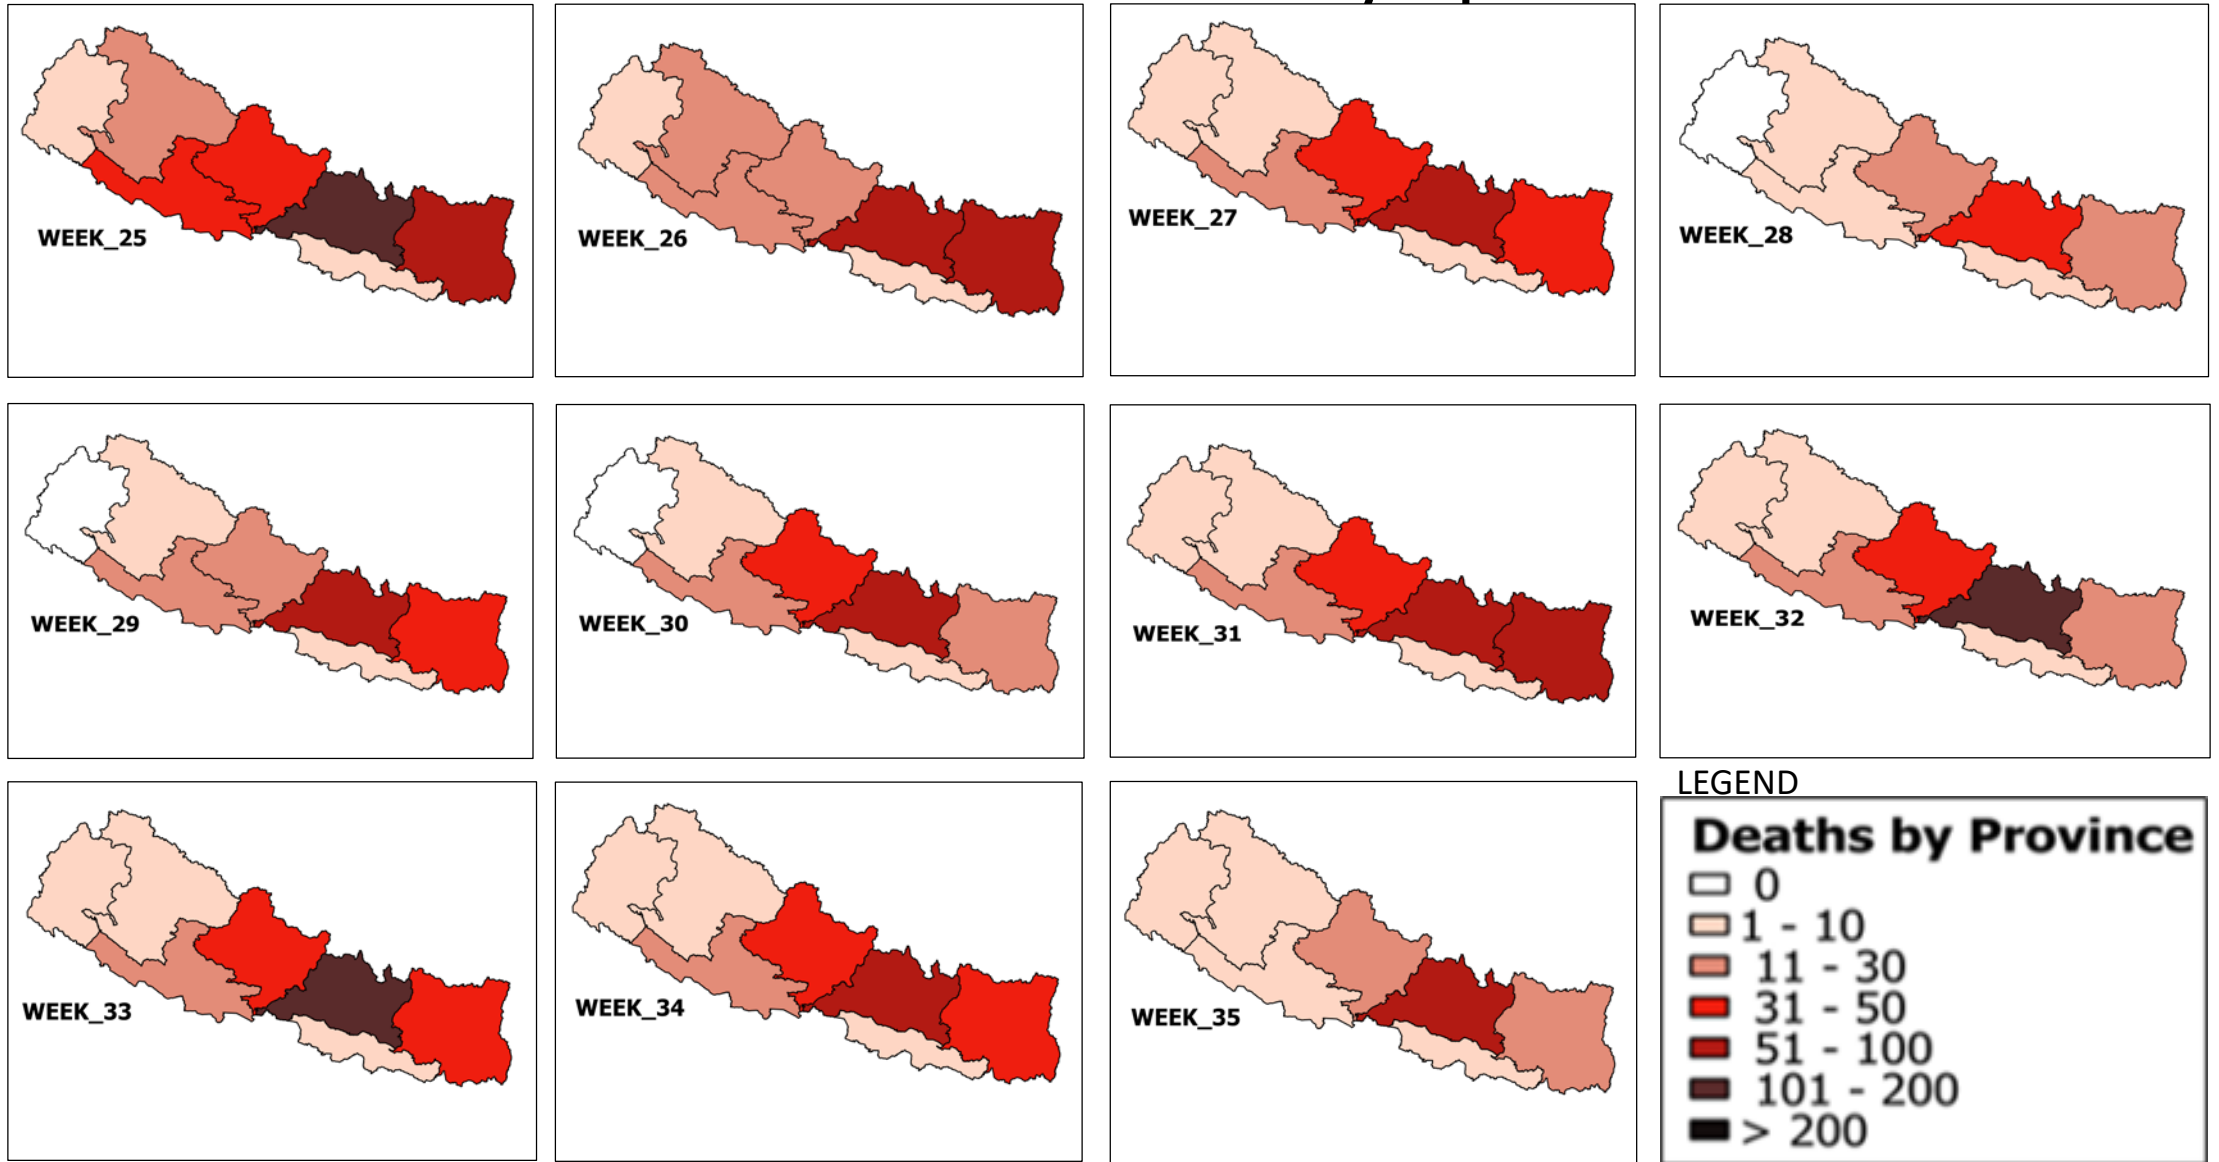 WEEK_25
WEEK_26
WEEK_27
WEEK_28
WEEK_29
WEEK_30
WEEK_31
WEEK_32
WEEK_33
WEEK_34
WEEK_35
LEGEND
Deaths by Province
0
1 - 10
11 - 30
31 - 50
51 - 100
101 - 200
> 200